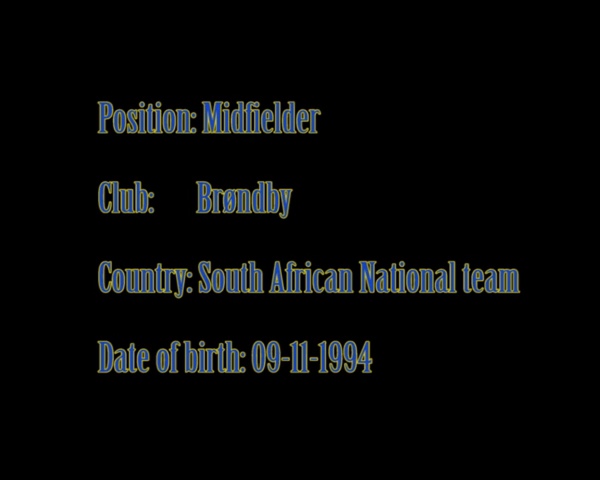 Position: Midfielder
Club: Brøndby
Country: South African National team
Date of birth: 09-11-1994